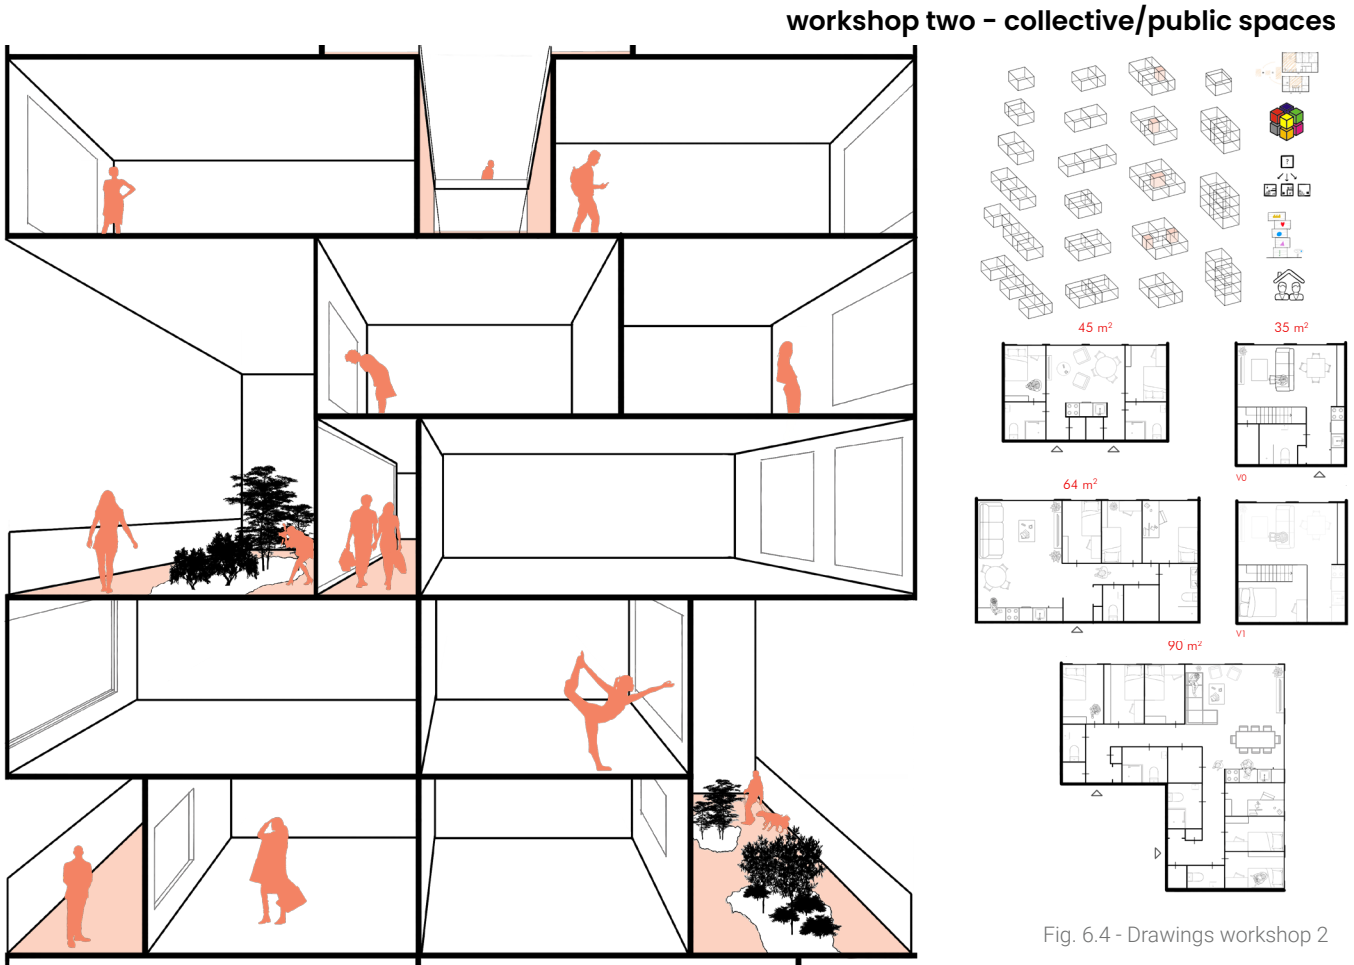 workshop two – collective/public spaces
?
45 m²
35 m²
V0
64 m²
V1
90 m²
Fig. 6.4 - Drawings workshop 2